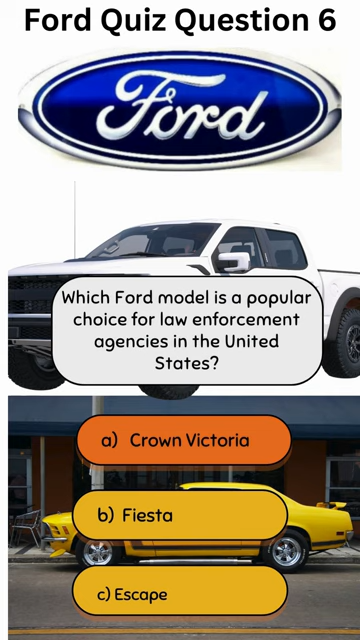 Ford Quiz Question 6
Ford
Which Ford model is a popular
choice for law enforcement
agencies in the United
States?
a) Crown Victoria
b) Fiesta
c) Escape